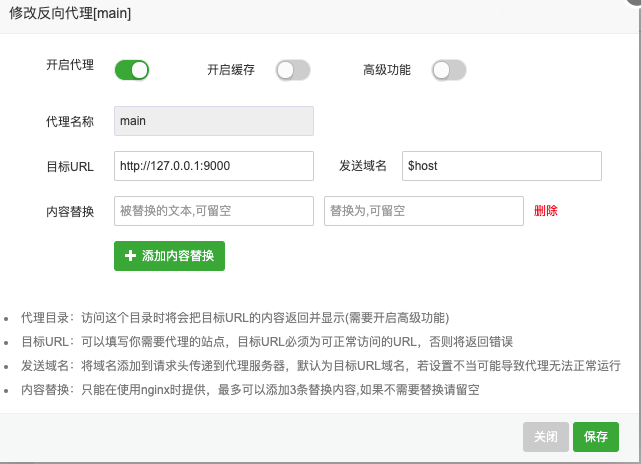 修改反向代理[main]
开启代理 开启缓存 高级功能
代理名称 main
目标URL http://127.0.0.1:9000 发送域名 $host
内容替换 被替换的文本,可留空 替换为,可留空 删除
+ 添加内容替换
• 代理目录：访问这个目录时将会把目标URL的内容返回并显示(需要开启高级功能)
• 目标URL：可以填写你需要代理的站点，目标URL必须为可正常访问的URL，否则将返回错误
• 发送域名：将域名添加到请求头传递到代理服务器，默认为目标URL域名，若设置不当可能导致代理无法正常运行
• 内容替换：只能在使用nginx时提供，最多可以添加3条替换内容,如果不需要替换请留空
关闭 保存